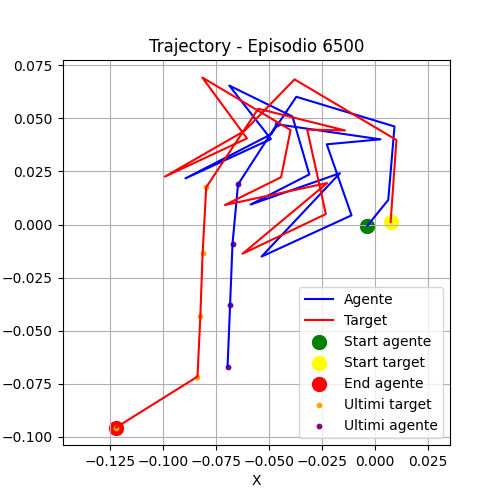 Trajectory - Episodio 6500
0.075
0.050
0.025
0.000
−0.025
−0.050
−0.075
−0.100
Agente
Target
Start agente
Start target
End agente
Ultimi target
Ultimi agente
−0.125 −0.100 −0.075 −0.050 −0.025 0.000 0.025
X